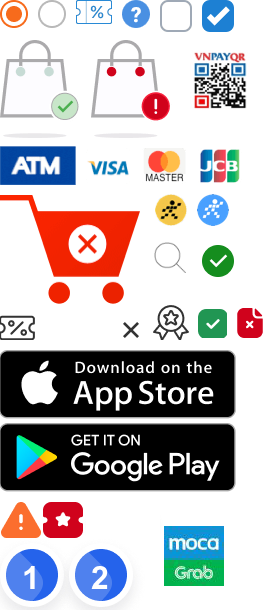 %
?
!
VNPAYQR
ATM
VISA
MASTER
JCB
%
Download on the
App Store
GET IT ON
Google Play
!
1
2
moca
Grab